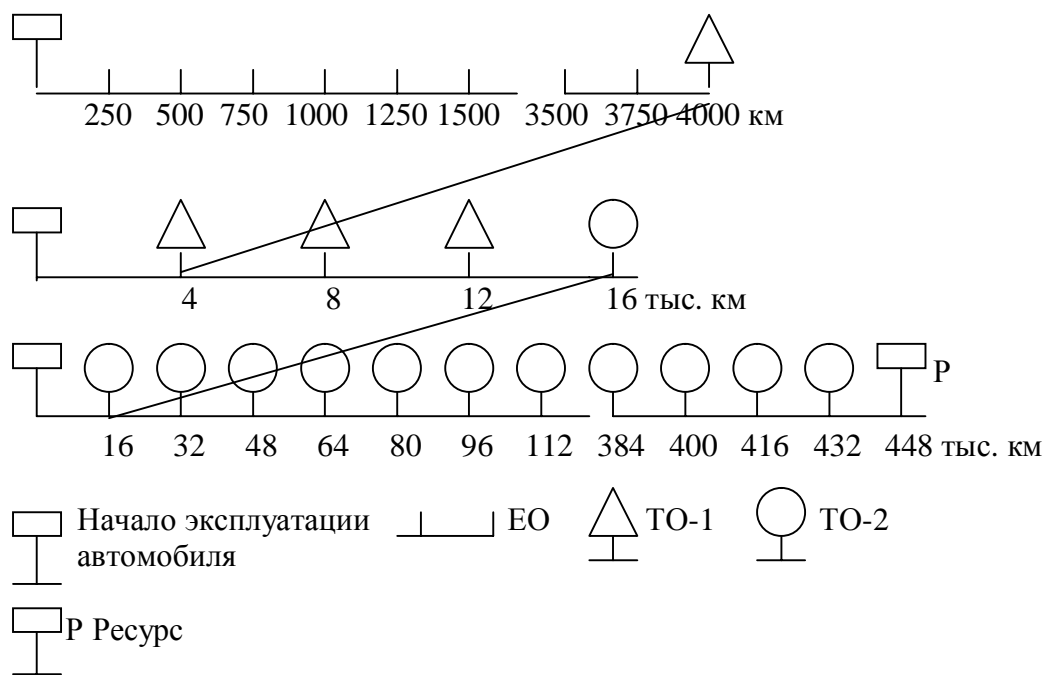 250 500 750 1000 1250 1500 3500 3750 4000 км
4 8 12 16 тыс. км
Р
16 32 48 64 80 96 112 384 400 416 432 448 тыс. км
Начало эксплуатации
автомобиля
ЕО
ТО-1
ТО-2
Р Ресурс